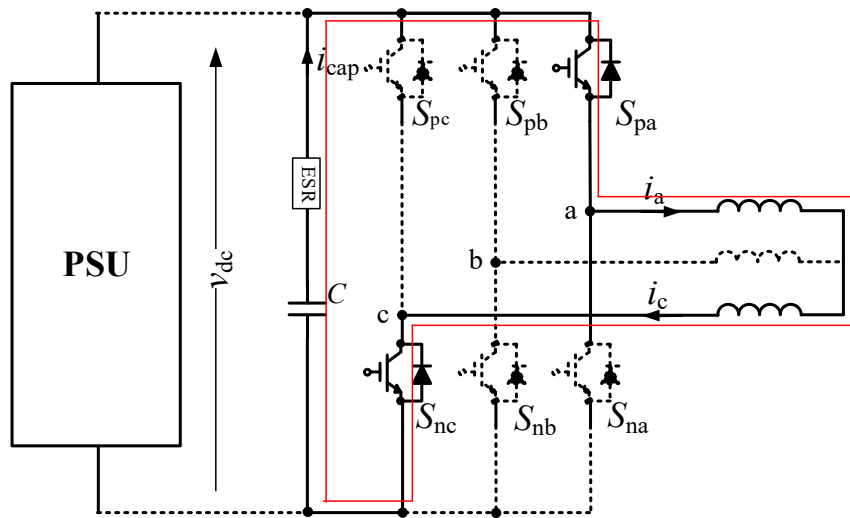 PSU
v_dc
i_cap
ESR
C
S_pc
S_pb
S_pa
a
i_a
b
c
i_c
S_nc
S_nb
S_na